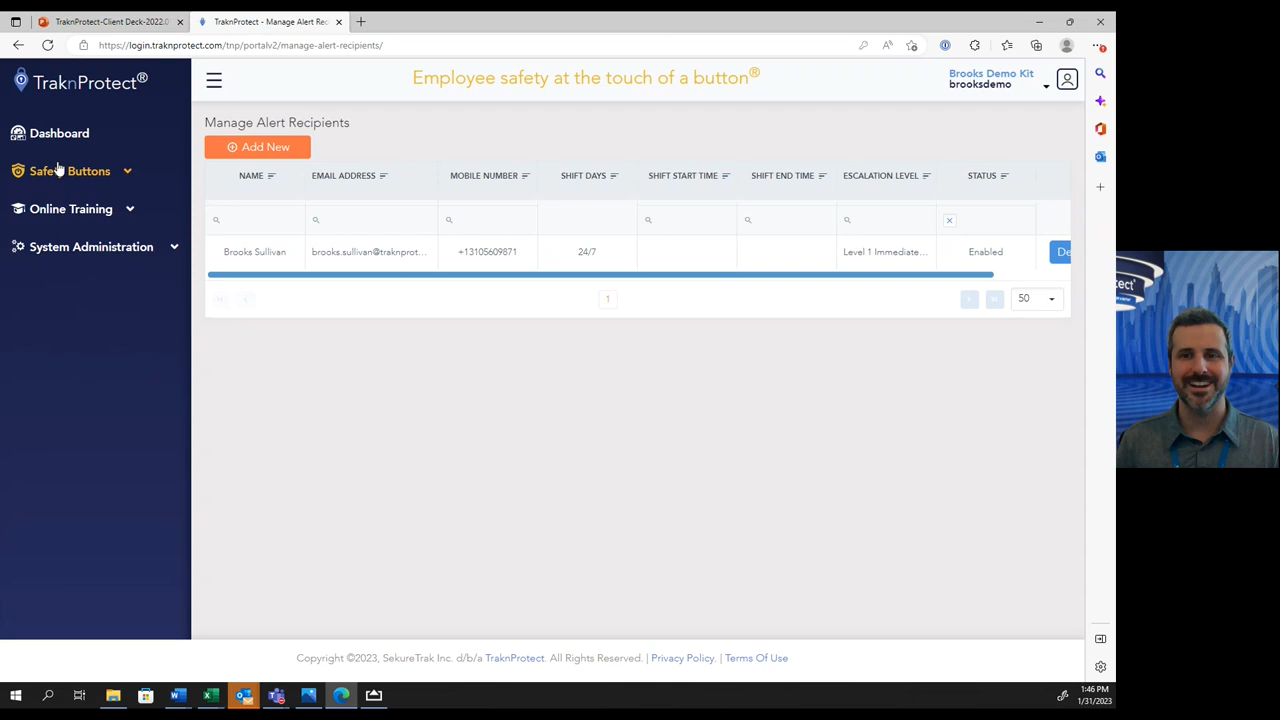 TraknProtect-Client Deck-2022.0
TraknProtect - Manage Alert Reci
https://login.traknprotect.com/tnp/portalv2/manage-alert-recipients/
TraknProtect®
Employee safety at the touch of a button®
Brooks Demo Kit
brooksdemo
Dashboard
Buttons
Online Training
System Administration
Manage Alert Recipients
Add New
NAME
EMAIL ADDRESS
MOBILE NUMBER
SHIFT DAYS
SHIFT START TIME
SHIFT END TIME
ESCALATION LEVEL
STATUS
Brooks Sullivan
brooks.sullivan@traknprot...
+13105609871
24/7
Level 1 Immediate...
Enabled
De
1
50
Copyright ©2023, SekureTrak Inc. d/b/a TraknProtect. All Rights Reserved. | Privacy Policy. | Terms Of Use
1:46 PM
1/31/2023